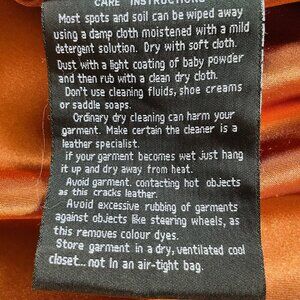 CARE INSTRUCTIONS
Most spots and soil can be wiped away
using a damp cloth moistened with a mild
detergent solution. Dry with soft cloth.
Dust with a light coating of baby powder
and then rub with a clean dry cloth.
Don't use cleaning fluids, shoe creams
or saddle soaps.
Ordinary dry cleaning can harm your
garment. Make certain the cleaner is a
leather specialist.
if your garment becomes wet just hang
it up and dry away from heat.
Avoid garment. contacting hot objects
as this cracks leather.
Avoid excessive rubbing of garments
against objects like steering wheels, as
this removes colour dyes.
Store garment in a dry, ventilated cool
closet... not In an air-tight bag.